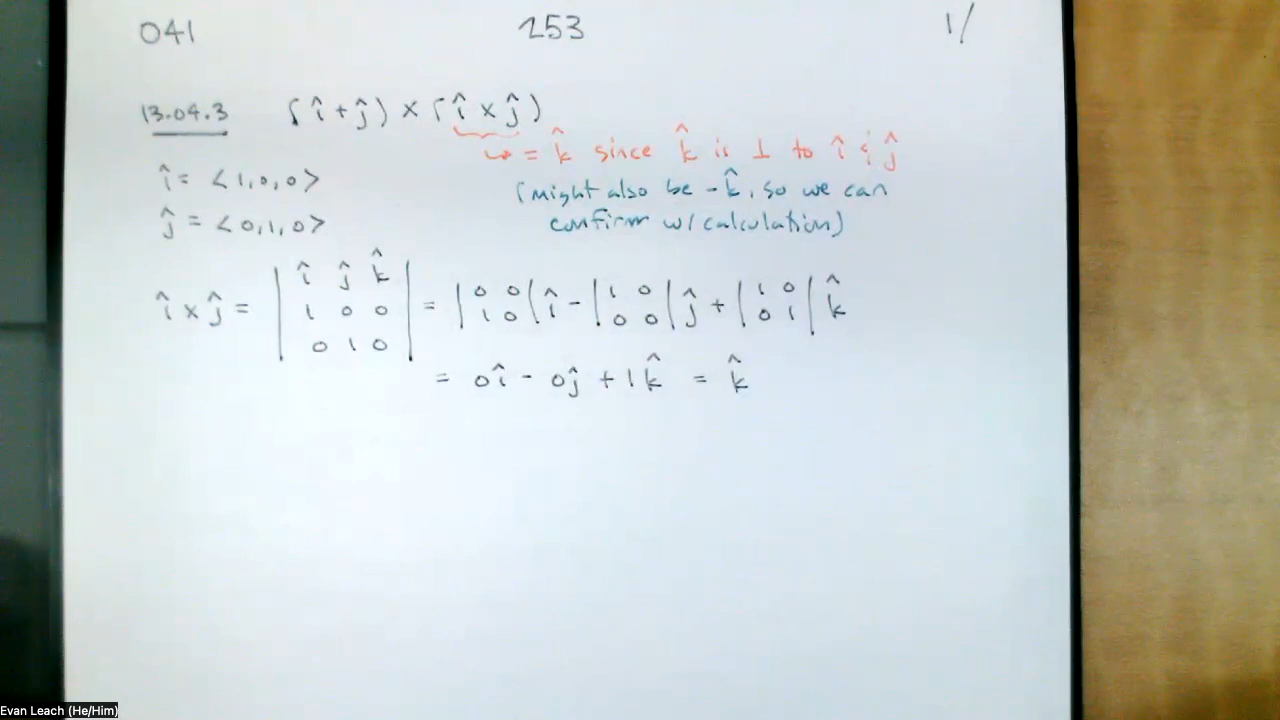 041 253 1/
13.04.3 (î + ĵ) × (î × ĵ)
↪ = k̂ since k̂ is ⊥ to î & ĵ
î = <1,0,0>
(might also be -k̂, so we can
ĵ = <0,1,0>
confirm w/ calculation)
î × ĵ = | î ĵ k̂ | = | 0 0 | î - | 1 0 | ĵ + | 1 0 | k̂
| 1 0 0 | | 1 0 | | 0 0 | | 0 1 |
| 0 1 0 |
= 0î - 0ĵ + 1k̂ = k̂
Evan Leach (He/Him)